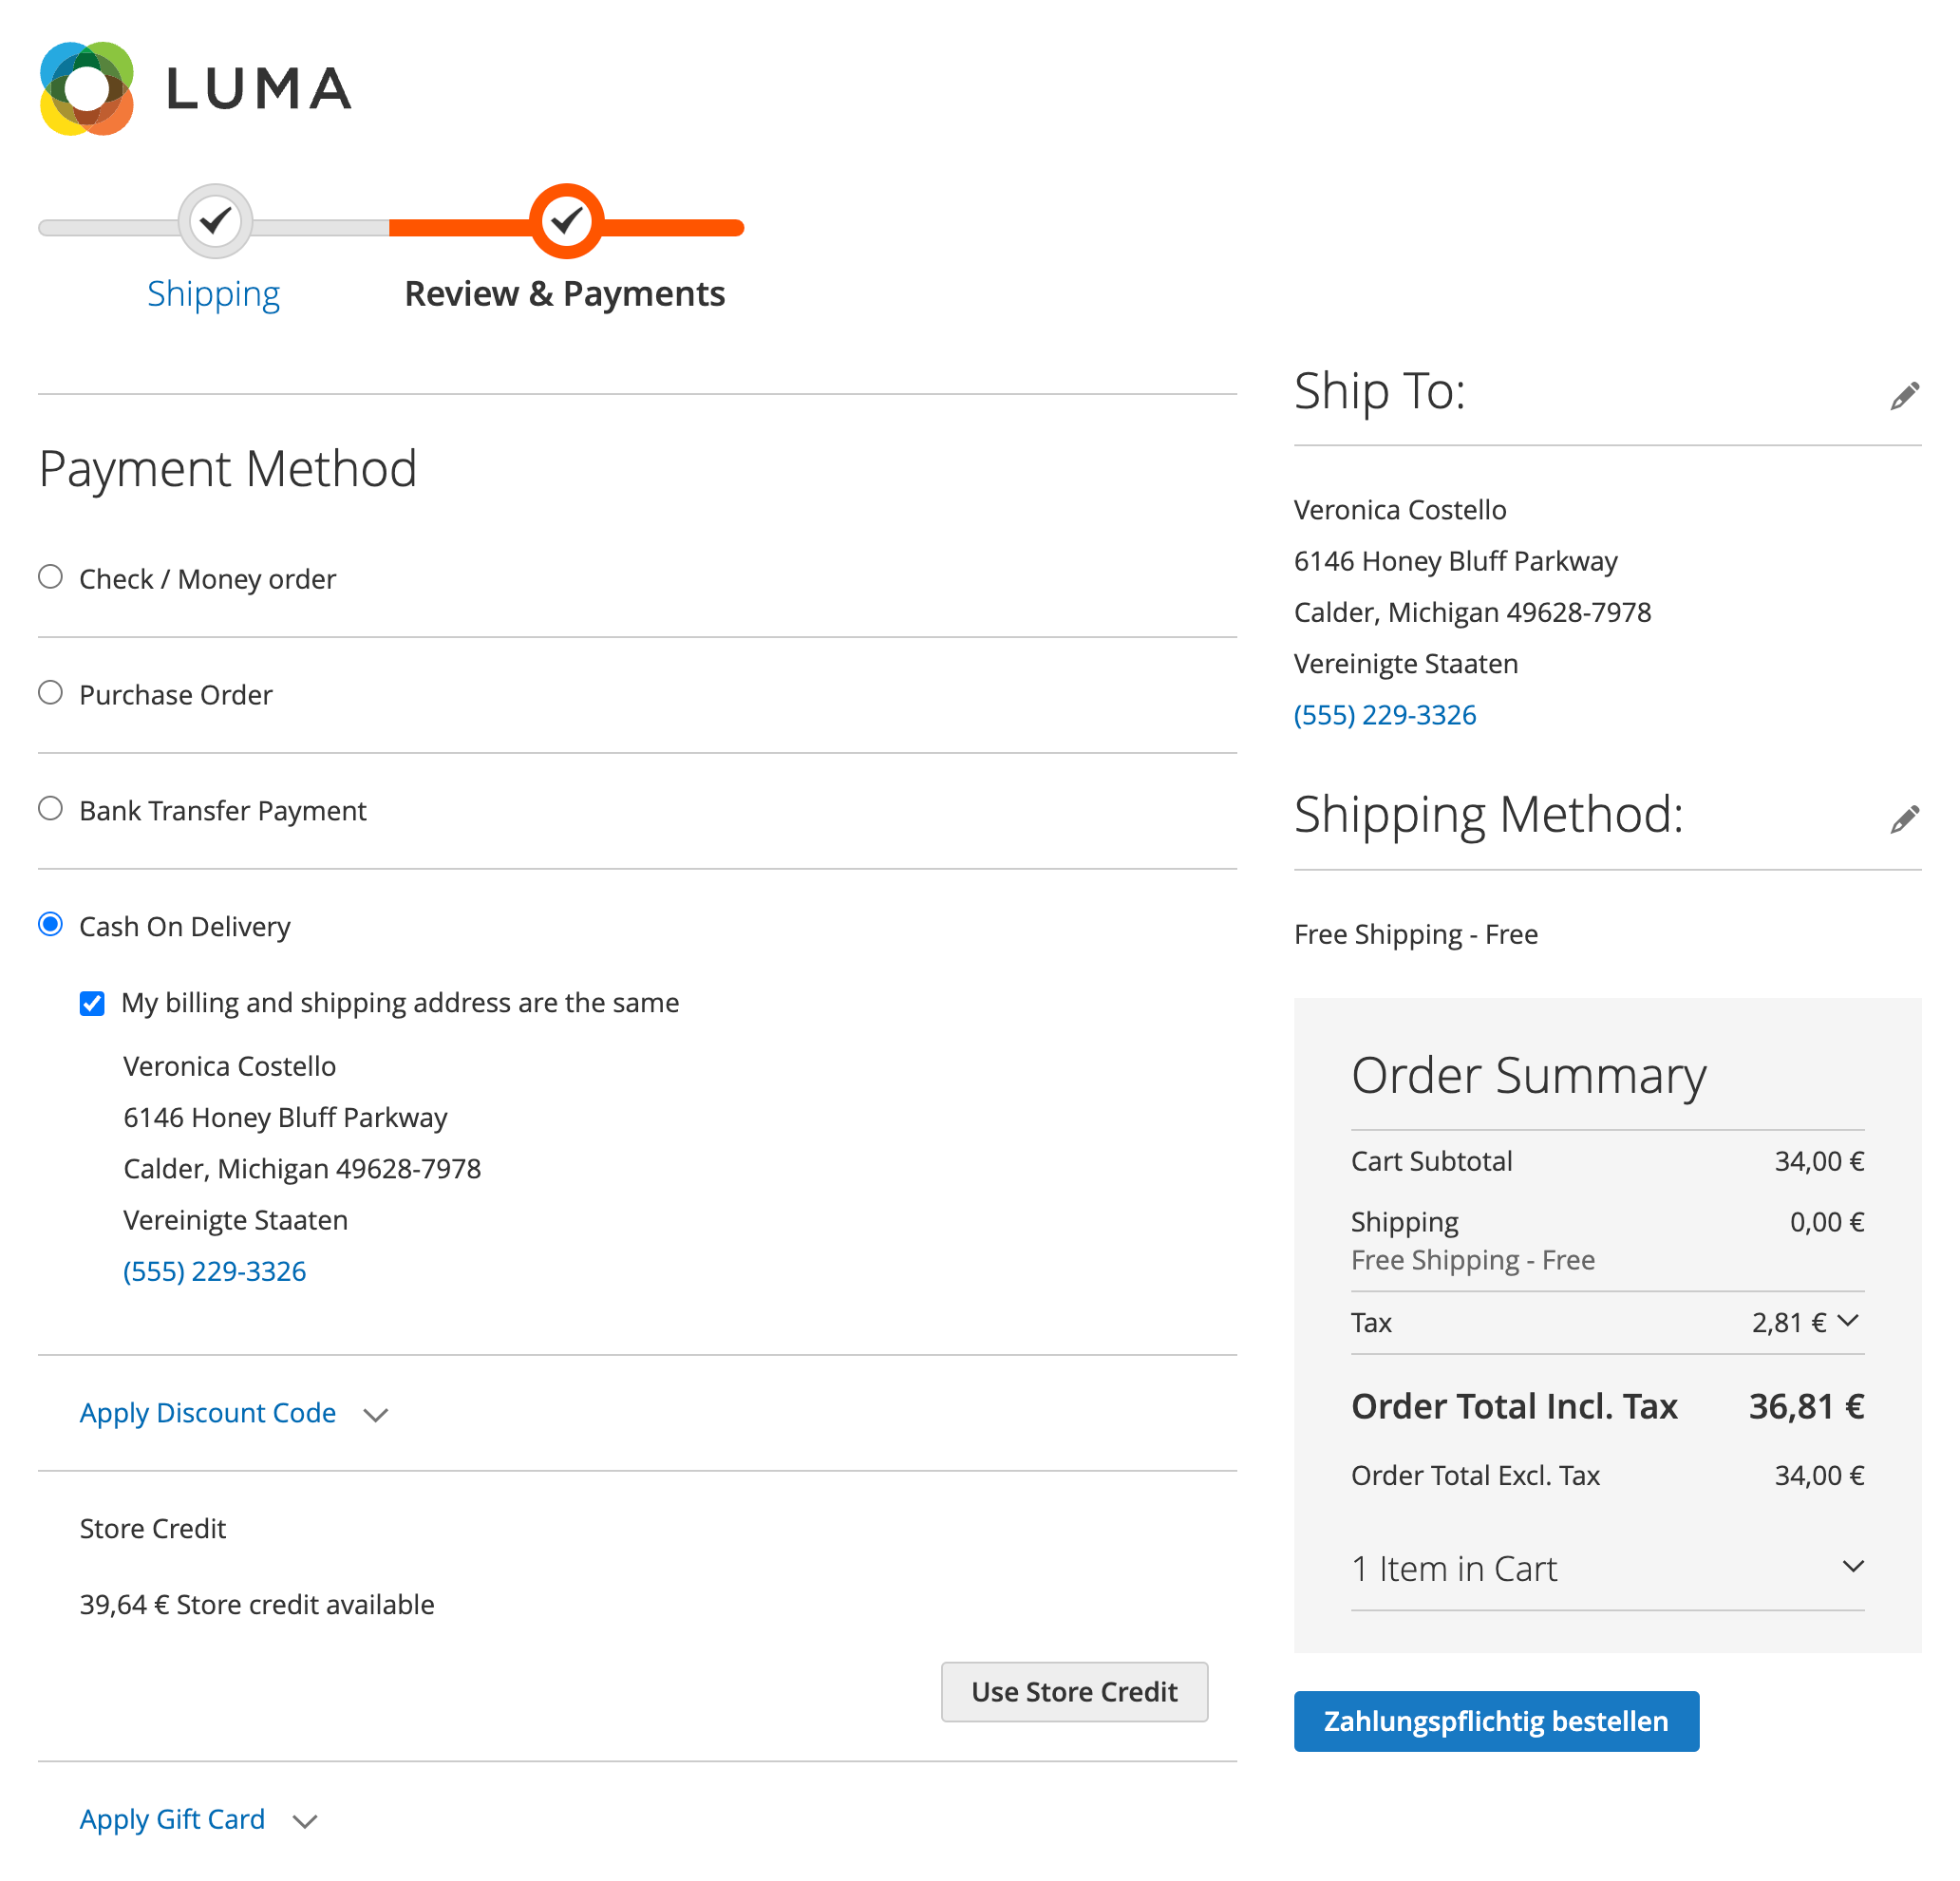 LUMA
Shipping
Review & Payments
Payment Method
Check / Money order
Purchase Order
Bank Transfer Payment
Cash On Delivery
My billing and shipping address are the same
Veronica Costello
6146 Honey Bluff Parkway
Calder, Michigan 49628-7978
Vereinigte Staaten
(555) 229-3326
Apply Discount Code
Store Credit
39,64 € Store credit available
Use Store Credit
Apply Gift Card
Ship To:
Veronica Costello
6146 Honey Bluff Parkway
Calder, Michigan 49628-7978
Vereinigte Staaten
(555) 229-3326
Shipping Method:
Free Shipping - Free
Order Summary
Cart Subtotal 34,00 €
Shipping 0,00 €
Free Shipping - Free
Tax 2,81 €
Order Total Incl. Tax 36,81 €
Order Total Excl. Tax 34,00 €
1 Item in Cart
Zahlungspflichtig bestellen